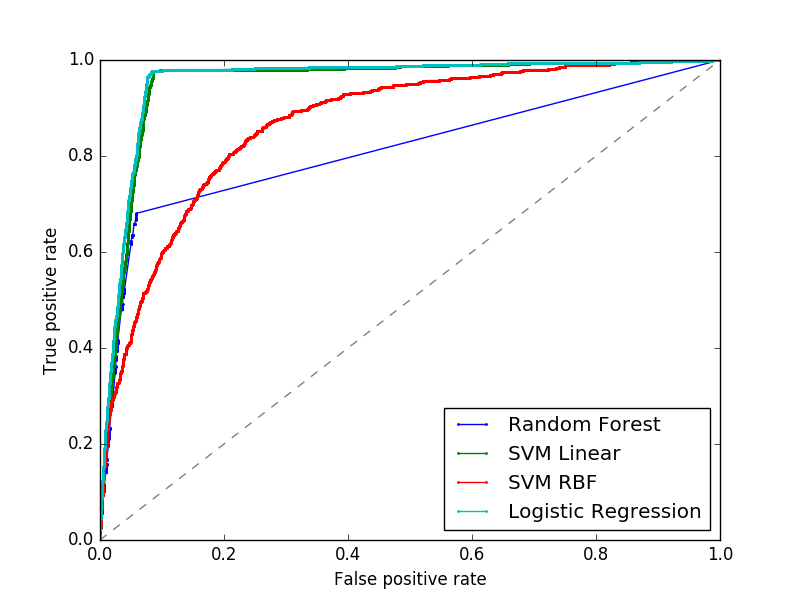 1.0
0.8
0.6
0.4
0.2
0.0
True positive rate
Random Forest
SVM Linear
SVM RBF
Logistic Regression
0.0 0.2 0.4 0.6 0.8 1.0
False positive rate